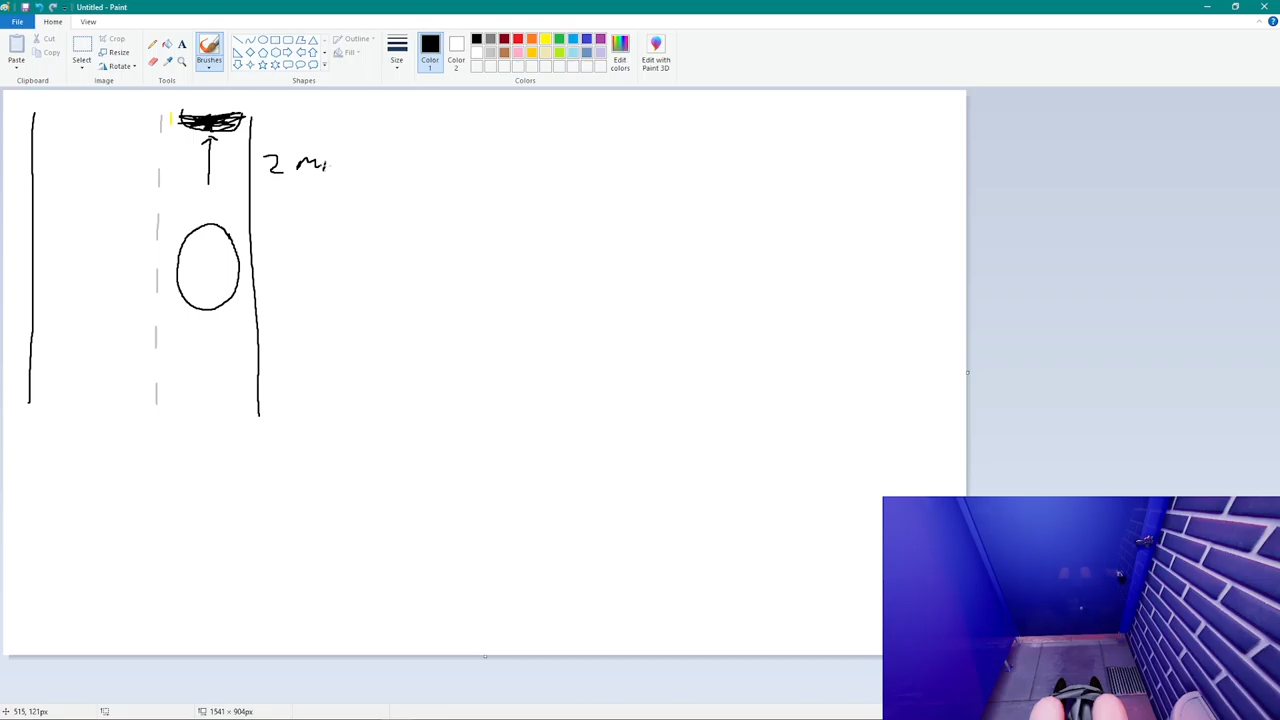 Untitled - Paint
File
Home
View
Paste
Cut
Copy
Clipboard
Select
Crop
Resize
Rotate
Image
A
Tools
Brushes
Outline
Fill
Shapes
Size
Color
1
Color
2
Edit
colors
Edit with
Paint 3D
Colors
2 mi
515, 121px
1541 × 904px